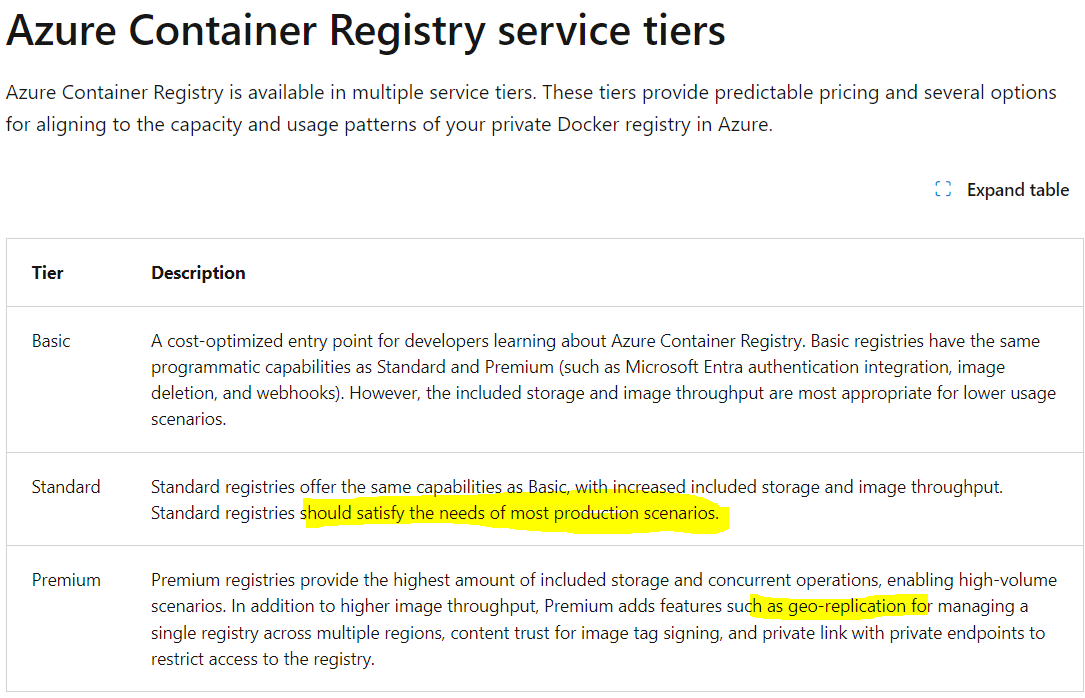 Azure Container Registry service tiers
Azure Container Registry is available in multiple service tiers. These tiers provide predictable pricing and several options
for aligning to the capacity and usage patterns of your private Docker registry in Azure.
Expand table
Tier Description
Basic A cost-optimized entry point for developers learning about Azure Container Registry. Basic registries have the same
programmatic capabilities as Standard and Premium (such as Microsoft Entra authentication integration, image
deletion, and webhooks). However, the included storage and image throughput are most appropriate for lower usage
scenarios.
Standard Standard registries offer the same capabilities as Basic, with increased included storage and image throughput.
Standard registries should satisfy the needs of most production scenarios.
Premium Premium registries provide the highest amount of included storage and concurrent operations, enabling high-volume
scenarios. In addition to higher image throughput, Premium adds features such as geo-replication for managing a
single registry across multiple regions, content trust for image tag signing, and private link with private endpoints to
restrict access to the registry.